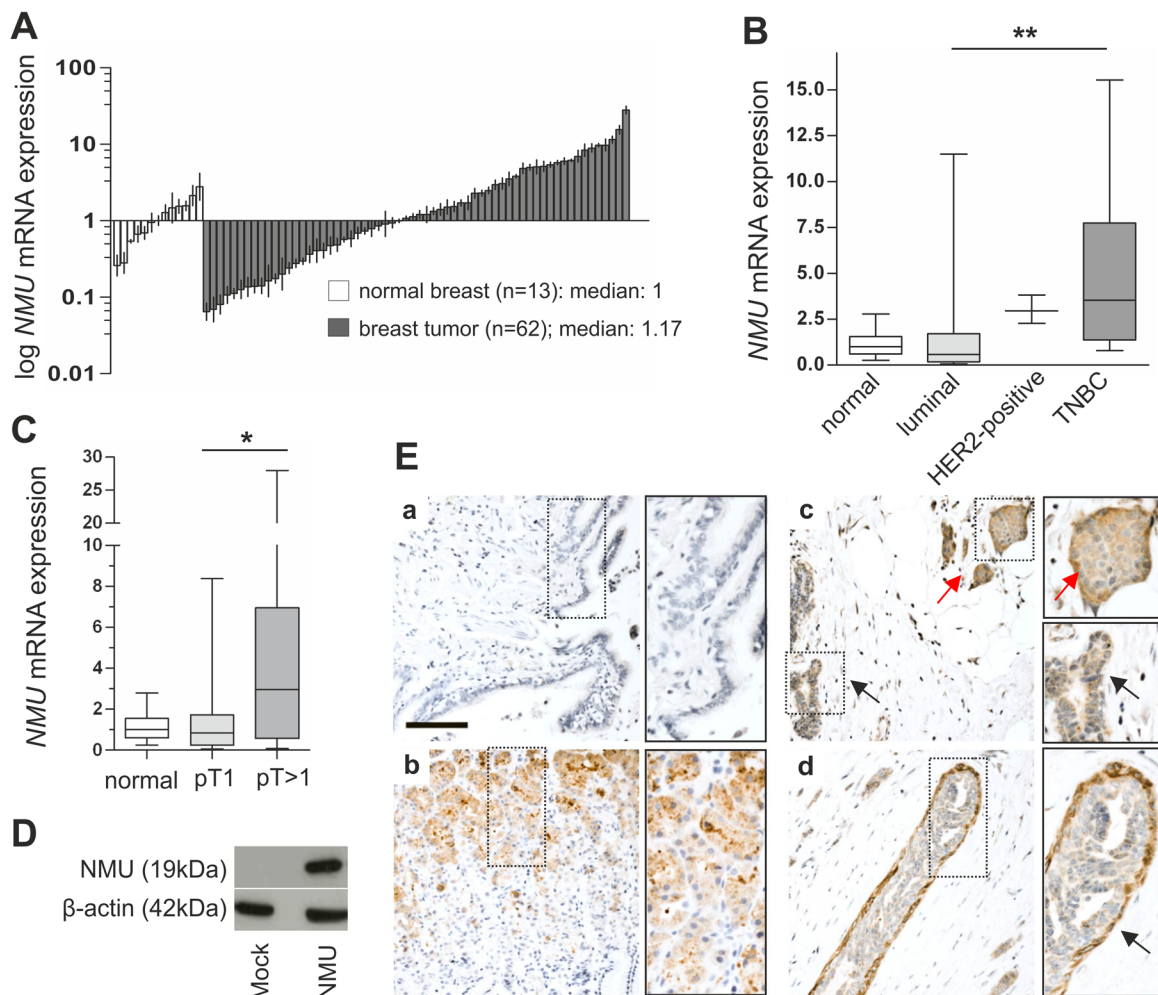 A
log NMU mRNA expression
100
10
1
0.1
0.01
normal breast (n=13): median: 1
breast tumor (n=62); median: 1.17
B
**
NMU mRNA expression
15.0
12.5
7.5
5.0
2.5
0.0
normal
luminal
HER2-positive
TNBC
C
*
NMU mRNA expression
30
25
20
10
8
6
4
2
0
normal pT1 pT>1
D
NMU (19kDa)
β-actin (42kDa)
Mock
NMU
E
a
b
c
d